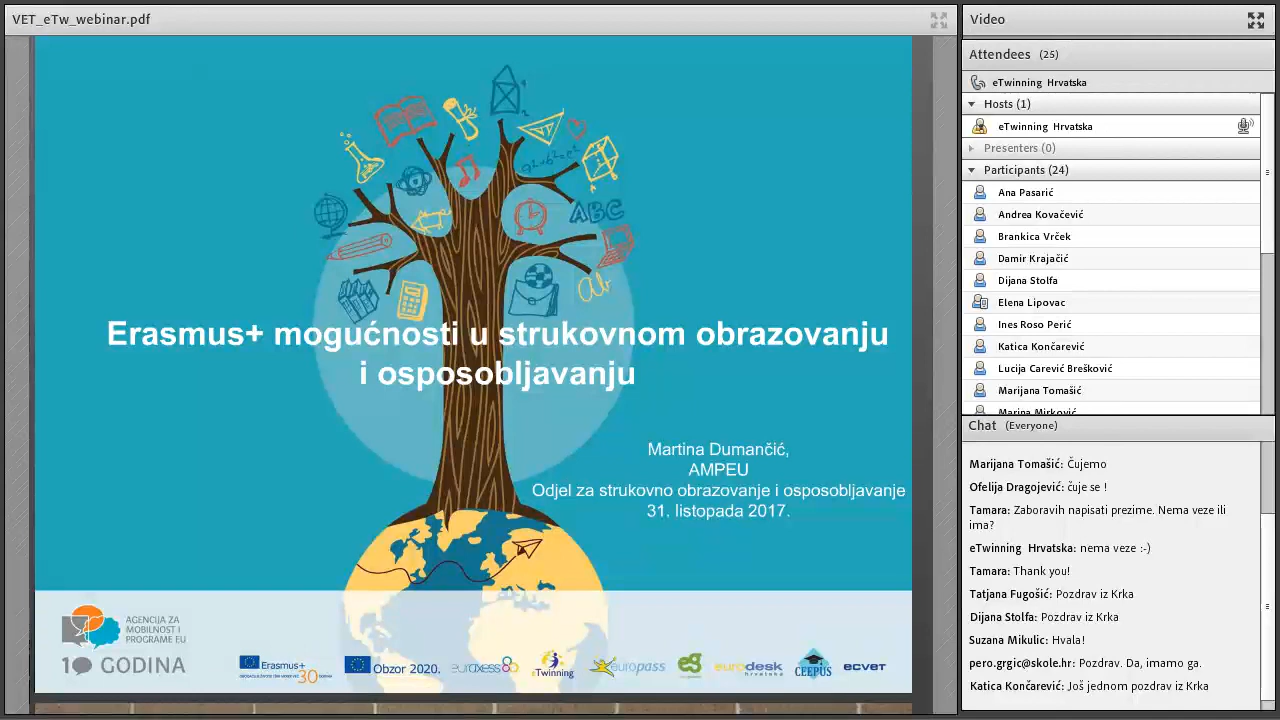 VET_eTw_webinar.pdf
Erasmus+ mogućnosti u strukovnom obrazovanju
i osposobljavanju
Martina Dumančić,
AMPEU
Odjel za strukovno obrazovanje i osposobljavanje
31. listopada 2017.
ABC
AGENCIJA ZA
MOBILNOST I
PROGRAME EU
10 GODINA
Erasmus+
30
Obzor 2020.
euraxess
eTwinning
europass
eurodesk
hrvatska
CEEPUS
ECVET
Video
Attendees (25)
eTwinning Hrvatska
Hosts (1)
eTwinning Hrvatska
Presenters (0)
Participants (24)
Ana Pasarić
Andrea Kovačević
Brankica Vrček
Damir Krajačić
Dijana Stolfa
Elena Lipovac
Ines Roso Perić
Katica Končarević
Lucija Carević Brešković
Marijana Tomašić
Marina Mirković
Chat (Everyone)
Marijana Tomašić: Čujemo
Ofelija Dragojević: čuje se !
Tamara: Zaboravih napisati prezime. Nema veze ili
ima?
eTwinning Hrvatska: nema veze :-)
Tamara: Thank you!
Tatjana Fugošić: Pozdrav iz Krka
Dijana Stolfa: Pozdrav iz Krka
Suzana Mikulic: Hvala!
pero.grgic@skole.hr: Pozdrav. Da, imamo ga.
Katica Končarević: Još jednom pozdrav iz Krka